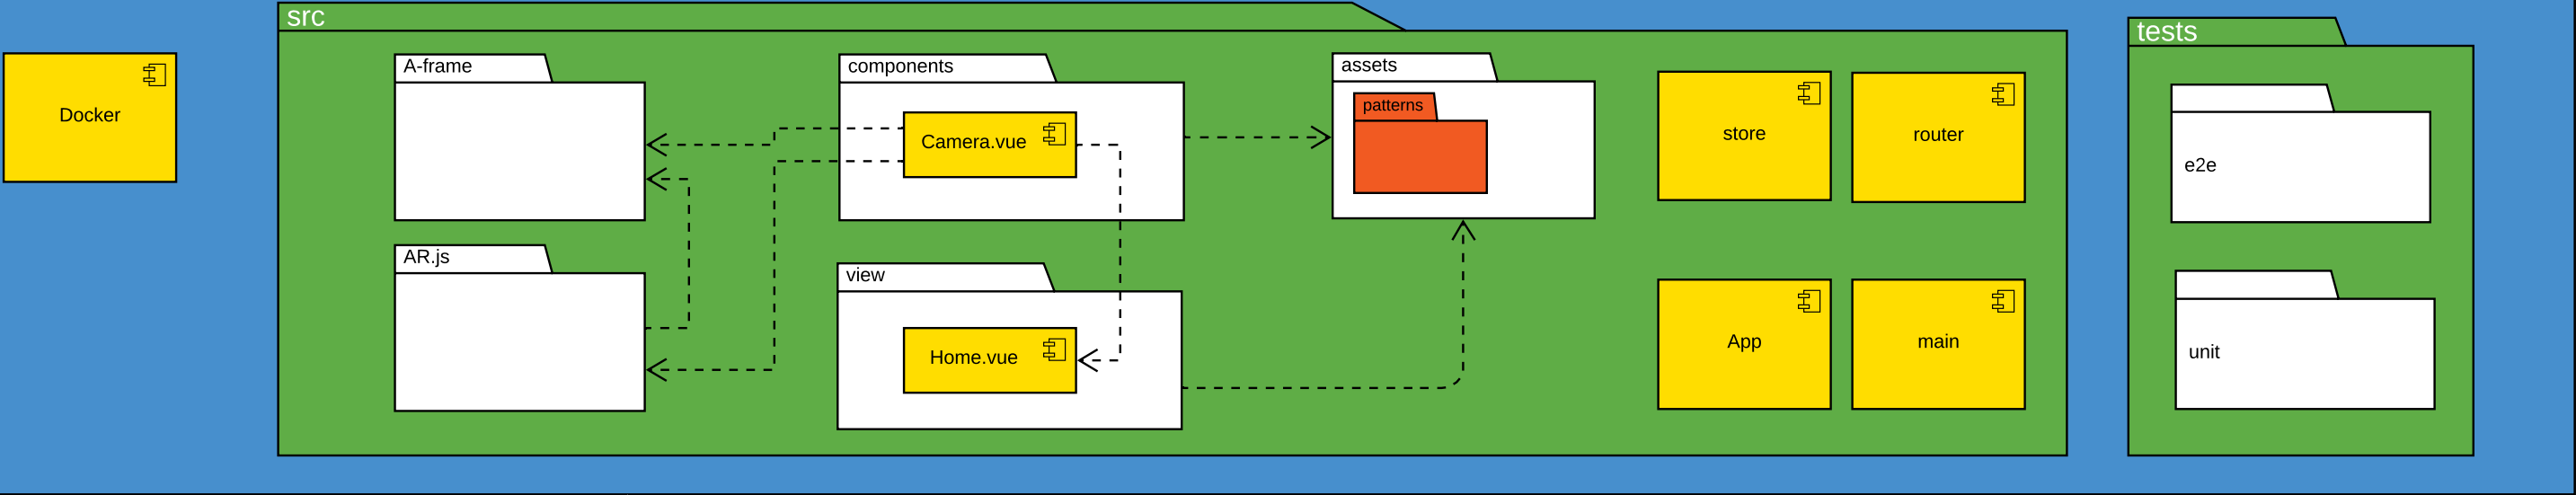 src
tests
Docker
A-frame
components
assets
patterns
Camera.vue
store
router
e2e
AR.js
view
Home.vue
App
main
unit